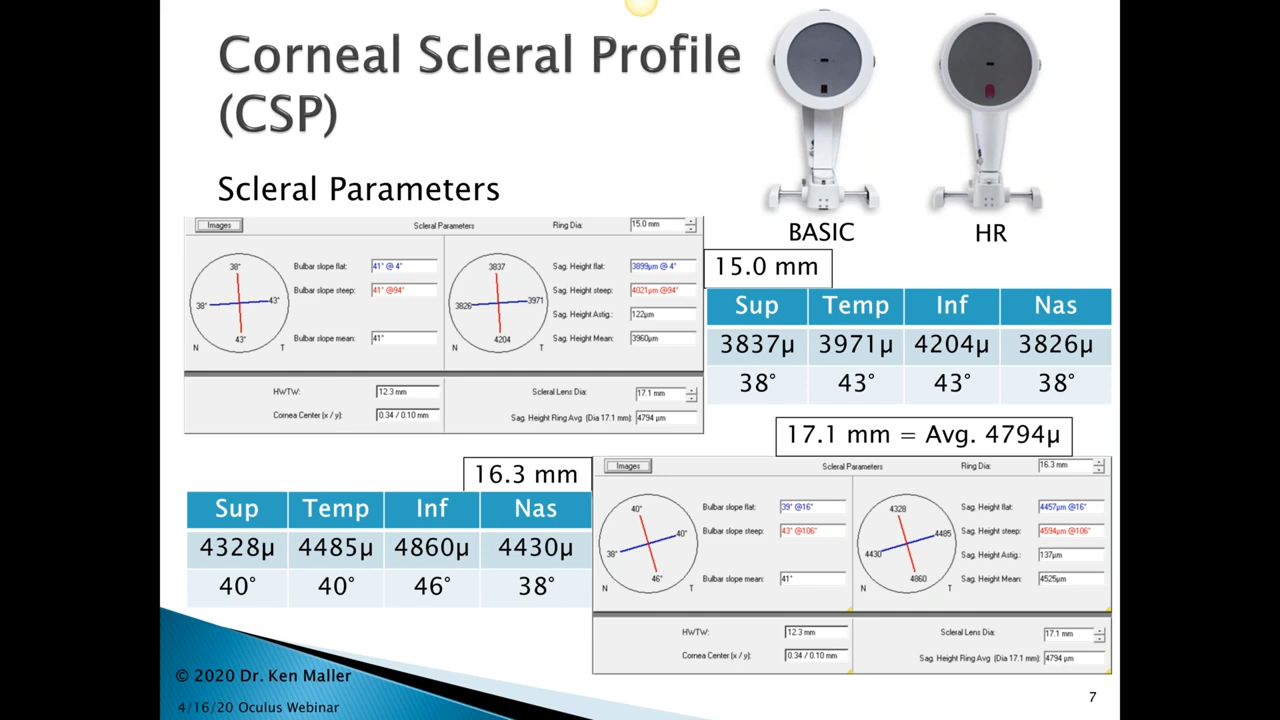 Corneal Scleral Profile
(CSP)
Scleral Parameters
BASIC
HR
Images
Scleral Parameters
Ring Dia:
15.0 mm
38°
38°
43°
43°
N
T
Bulbar slope flat:
41° @ 4°
Bulbar slope steep:
41° @94°
Bulbar slope mean:
41°
3837
3826
3971
4204
N
T
Sag. Height flat:
3899µm @ 4°
Sag. Height steep:
4021µm @94°
Sag. Height Astig.:
122µm
Sag. Height Mean:
3960µm
HWTW:
12.3 mm
Cornea Center (x / y):
0.34 / 0.10 mm
Scleral Lens Dia:
17.1 mm
Sag. Height Ring Avg. (Dia 17.1 mm):
4794 µm
15.0 mm
Sup Temp Inf Nas
3837µ 3971µ 4204µ 3826µ
38° 43° 43° 38°
17.1 mm = Avg. 4794µ
16.3 mm
Sup Temp Inf Nas
4328µ 4485µ 4860µ 4430µ
40° 40° 46° 38°
Images
Scleral Parameters
Ring Dia:
16.3 mm
40°
38°
40°
46°
N
T
Bulbar slope flat:
39° @16°
Bulbar slope steep:
43° @106°
Bulbar slope mean:
41°
4328
4430
4485
4860
N
T
Sag. Height flat:
4457µm @16°
Sag. Height steep:
4594µm @106°
Sag. Height Astig.:
137µm
Sag. Height Mean:
4525µm
HWTW:
12.3 mm
Cornea Center (x / y):
0.34 / 0.10 mm
Scleral Lens Dia:
17.1 mm
Sag. Height Ring Avg. (Dia 17.1 mm):
4794 µm
© 2020 Dr. Ken Maller
4/16/20 Oculus Webinar
7